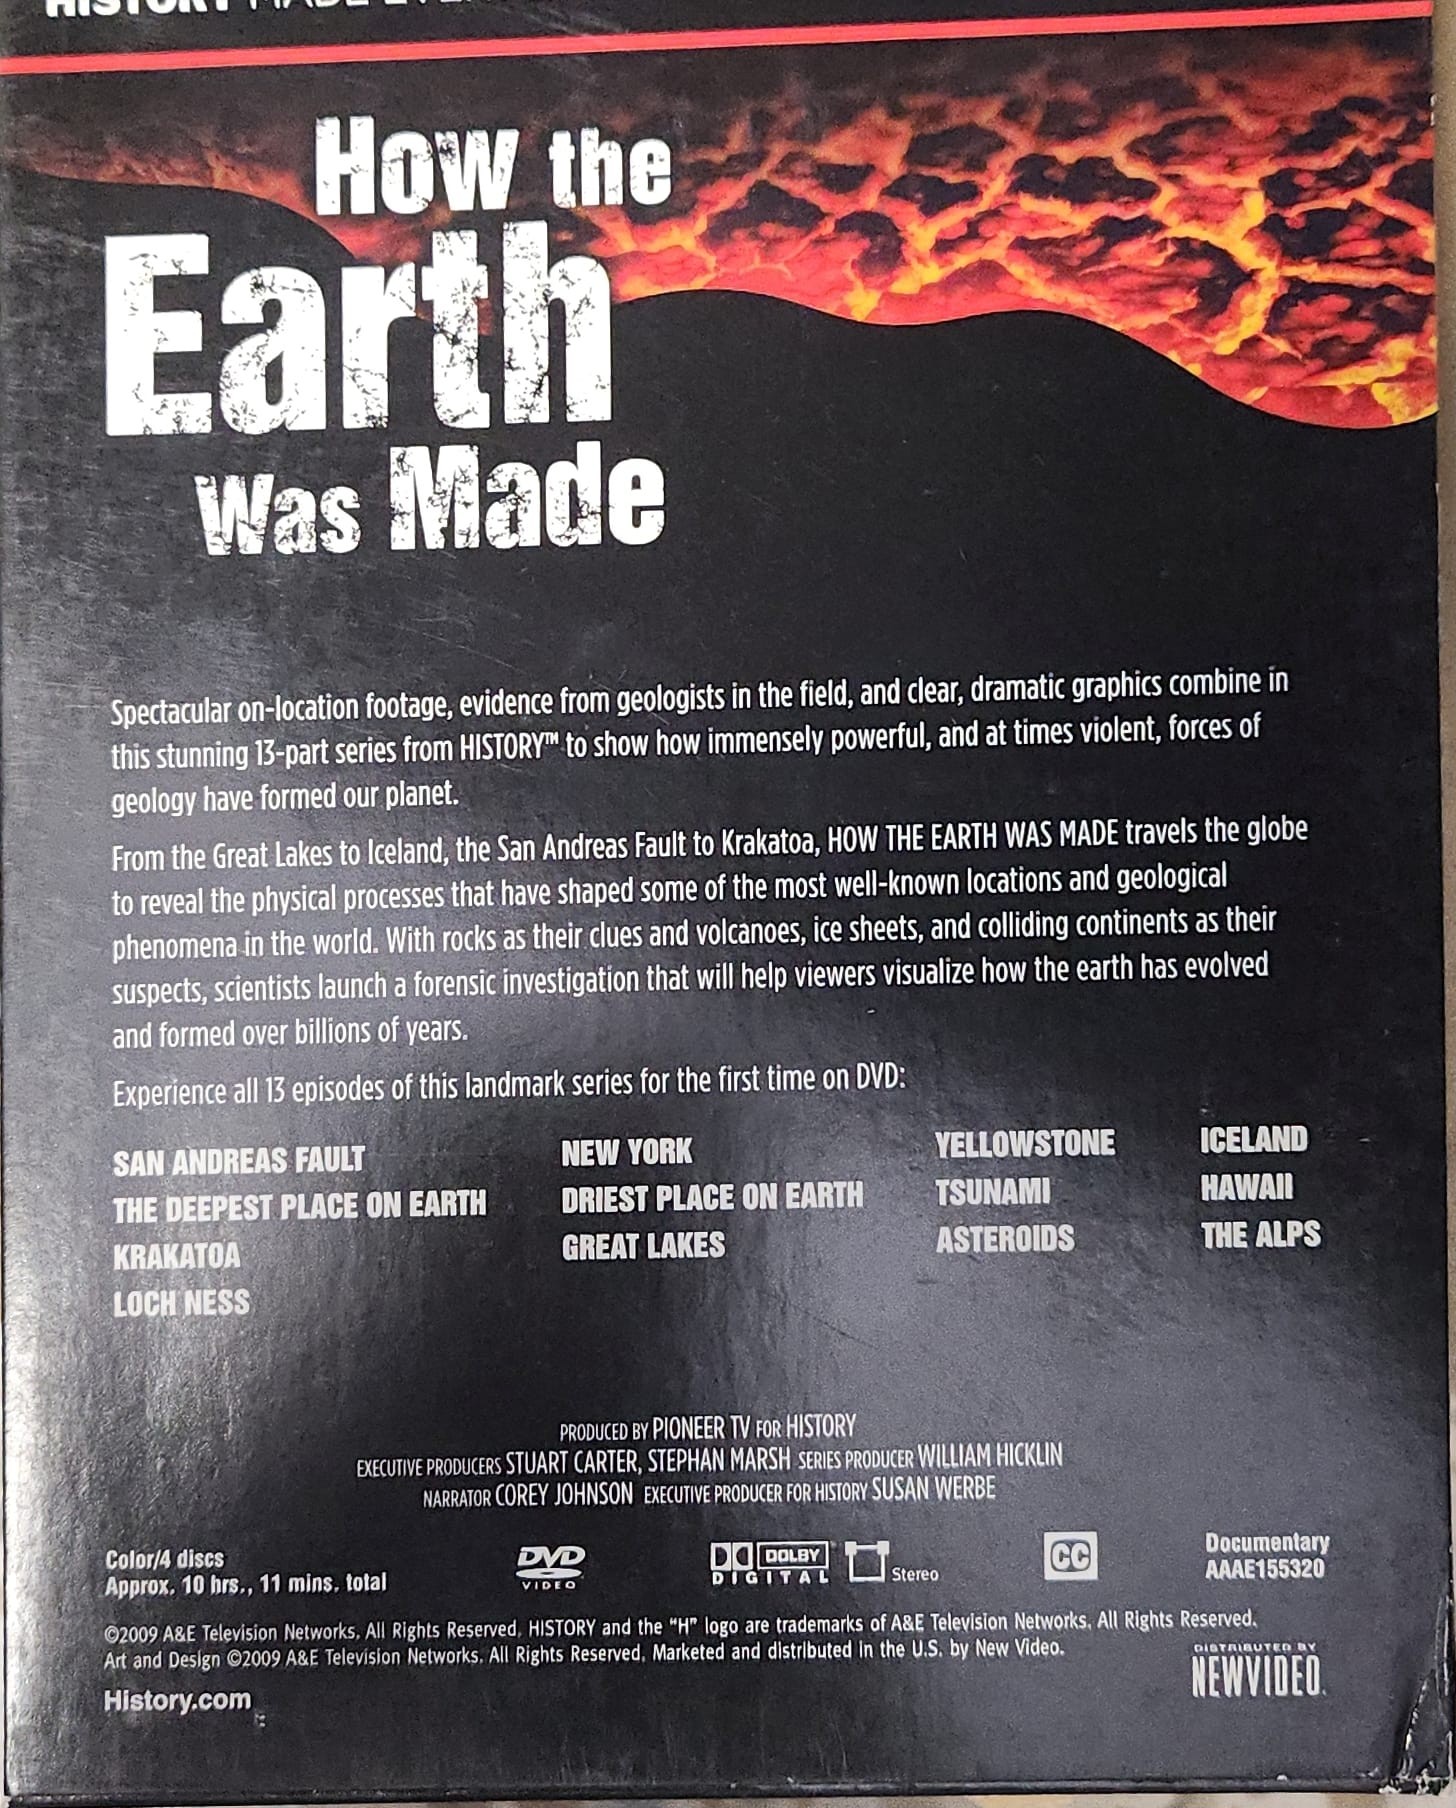 HISTORY MADE
How the
Earth
Was Made
Spectacular on-location footage, evidence from geologists in the field, and clear, dramatic graphics combine in
this stunning 13-part series from HISTORY™ to show how immensely powerful, and at times violent, forces of
geology have formed our planet.
From the Great Lakes to Iceland, the San Andreas Fault to Krakatoa, HOW THE EARTH WAS MADE travels the globe
to reveal the physical processes that have shaped some of the most well-known locations and geological
phenomena in the world. With rocks as their clues and volcanoes, ice sheets, and colliding continents as their
suspects, scientists launch a forensic investigation that will help viewers visualize how the earth has evolved
and formed over billions of years.
Experience all 13 episodes of this landmark series for the first time on DVD:
SAN ANDREAS FAULT
THE DEEPEST PLACE ON EARTH
KRAKATOA
LOCH NESS
NEW YORK
DRIEST PLACE ON EARTH
GREAT LAKES
YELLOWSTONE
TSUNAMI
ASTEROIDS
ICELAND
HAWAII
THE ALPS
PRODUCED BY PIONEER TV FOR HISTORY
EXECUTIVE PRODUCERS STUART CARTER, STEPHAN MARSH SERIES PRODUCER WILLIAM HICKLIN
NARRATOR COREY JOHNSON EXECUTIVE PRODUCER FOR HISTORY SUSAN WERBE
Color/4 discs
Approx. 10 hrs., 11 mins. total
DVD
VIDEO
DOLBY
DIGITAL
Stereo
CC
Documentary
AAAE155320
©2009 A&E Television Networks. All Rights Reserved. HISTORY and the "H" logo are trademarks of A&E Television Networks. All Rights Reserved.
Art and Design ©2009 A&E Television Networks. All Rights Reserved. Marketed and distributed in the U.S. by New Video.
DISTRIBUTED BY
NEWVIDEO
History.com